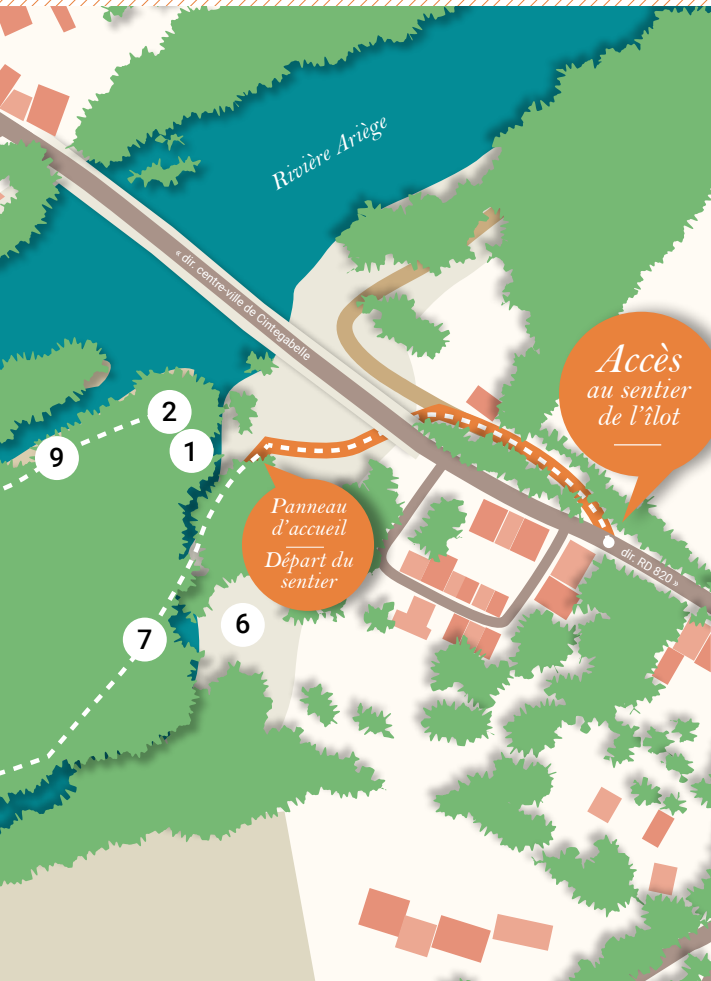 Rivière Ariège
« dir. centre-ville de Cintegabelle
Accès
au sentier
de l'îlot
2
1
9
Panneau
d'accueil
Départ du
sentier
dir. RD 820 »
6
7